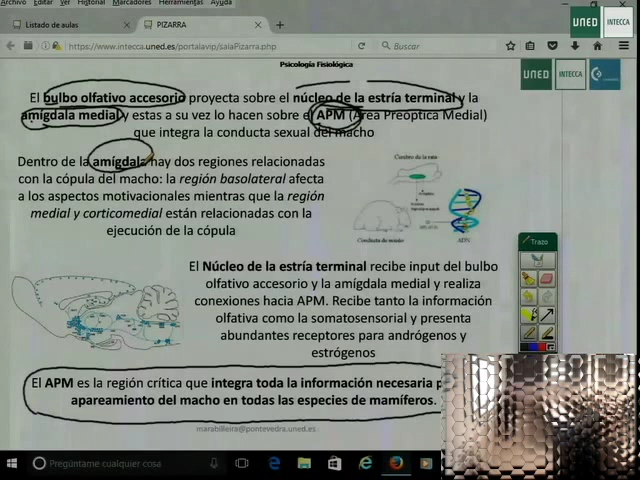 Historial Marcadores Herramientas Ayuda
Listado de aulas
PIZARRA
https://www.intecca.uned.es/portalavip/salaPizarra.php
Buscar
UNED INTECCA
Psicología Fisiológica
UNED INTECCA
El bulbo olfativo accesorio proyecta sobre el núcleo de la estría terminal y la
amígdala medial y estas a su vez lo hacen sobre el APM (Área Preóptica Medial)
que integra la conducta sexual del macho
Dentro de la amígdala hay dos regiones relacionadas
con la cópula del macho: la región basolateral afecta
a los aspectos motivacionales mientras que la región
medial y corticomedial están relacionadas con la
ejecución de la cópula
Cerebro de la rata
Conducta de monta
ADN
El Núcleo de la estría terminal recibe input del bulbo
olfativo accesorio y la amígdala medial y realiza
conexiones hacia APM. Recibe tanto la información
olfativa como la somatosensorial y presenta
abundantes receptores para andrógenos y
estrógenos
Trazo
El APM es la región crítica que integra toda la información necesaria
apareamiento del macho en todas las especies de mamíferos.
marabilleira@pontevedra.uned.es
Pregúntame cualquier cosa